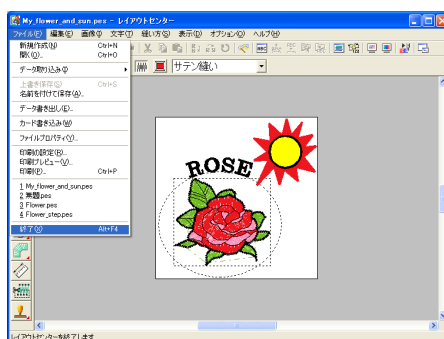 My_flower_and_sun.pes - レイアウトセンター
ファイル(F) 編集(E) 画像(I) 文字(T) 縫い方(S) 表示(D) オプション(O) ヘルプ(H)
新規作成(N) Ctrl+N
開く(O)... Ctrl+O
データ取り込み(I)
上書き保存(S) Ctrl+S
名前を付けて保存(A)...
データ書き出し(E)...
カード書き込み(W)
ファイルプロパティ(Y)...
印刷設定(R)...
印刷プレビュー(V)...
印刷(P)... Ctrl+P
1 My_flower_and_sun.pes
2 無題.pes
3 Flower.pes
4 Flower_step.pes
終了(X) Alt+F4
サテン縫い
ROSE
レイアウトセンターを終了します